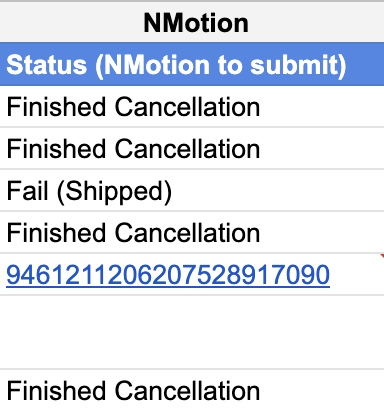 NMotion
Status (NMotion to submit)
Finished Cancellation
Finished Cancellation
Fail (Shipped)
Finished Cancellation
9461211206207528917090
Finished Cancellation